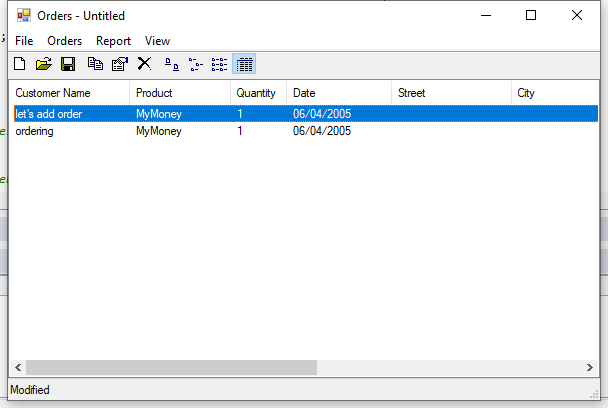 Orders - Untitled
File Orders Report View
Customer Name Product Quantity Date Street City
let's add order MyMoney 1 06/04/2005
ordering MyMoney 1 06/04/2005
Modified